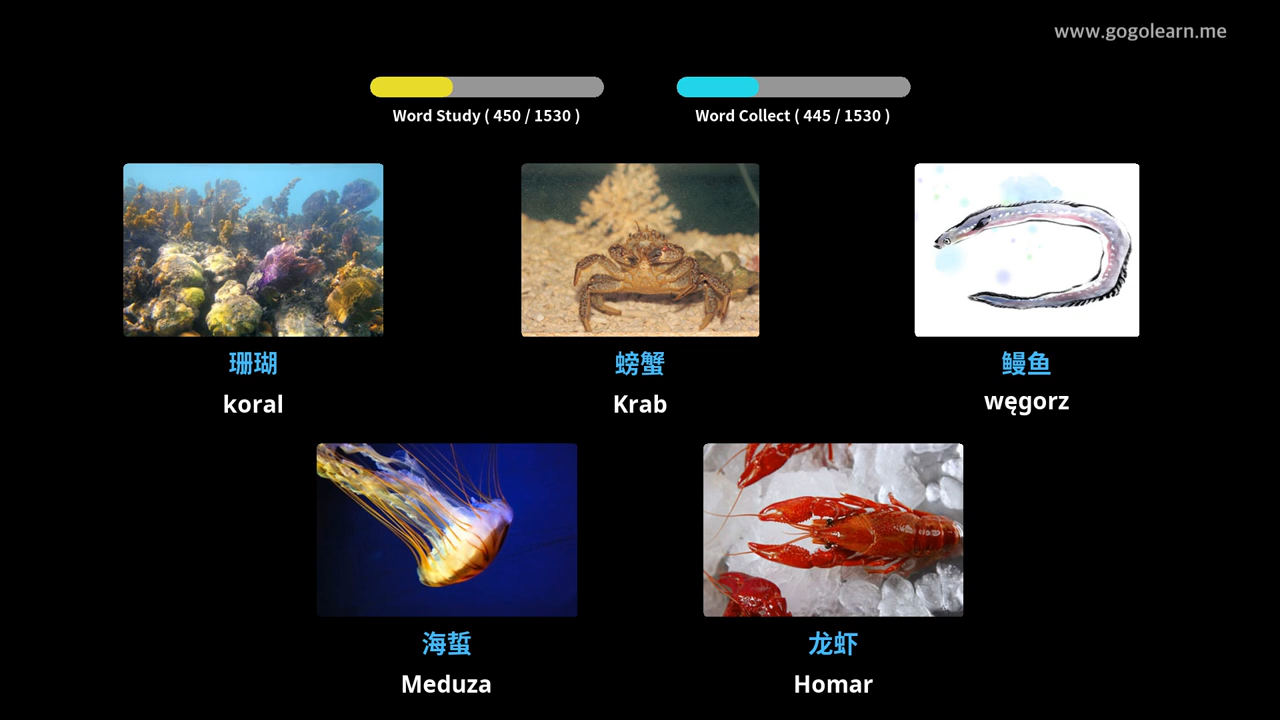 www.gogolearn.me
Word Study ( 450 / 1530 )
Word Collect ( 445 / 1530 )
珊瑚
koral
螃蟹
Krab
鳗鱼
węgorz
海蜇
Meduza
龙虾
Homar